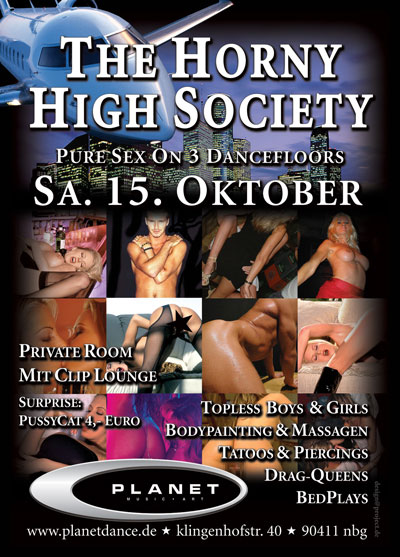 The Horny
High Society
Pure Sex On 3 Dancefloors
Sa. 15. Oktober
Private Room
Mit Clip Lounge
Surprise:
PussyCat 4,- Euro
Topless Boys & Girls
Bodypainting & Massagen
Tatoos & Piercings
Drag-Queens
BedPlays
PLANET
MUSIC•ART
www.planetdance.de ★ klingenhofstr. 40 ★ 90411 nbg